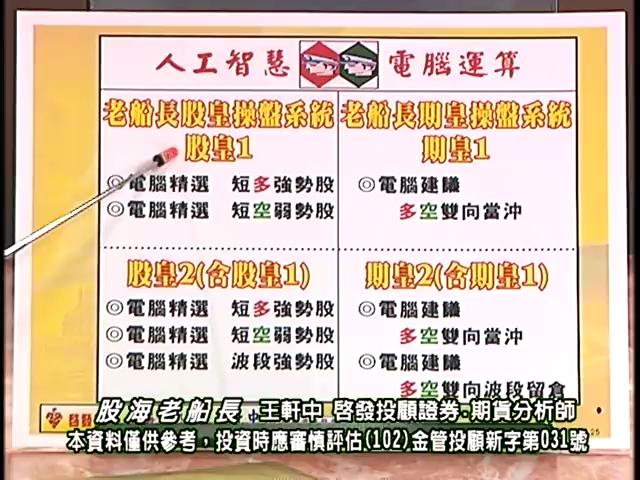 人工智慧 電腦運算
老船長股皇操盤系統
股皇1
◎電腦精選 短多強勢股
◎電腦精選 短空弱勢股
老船長期皇操盤系統
期皇1
◎電腦建議
多空雙向當沖
股皇2(含股皇1)
◎電腦精選 短多強勢股
◎電腦精選 短空弱勢股
◎電腦精選 波段強勢股
期皇2(含期皇1)
◎電腦建議
多空雙向當沖
◎電腦建議
多空雙向波段留倉
啓發
股海老船長 王軒中 啓發投顧證券.期貨分析師
本資料僅供參考，投資時應審慎評估(102)金管投顧新字第031號